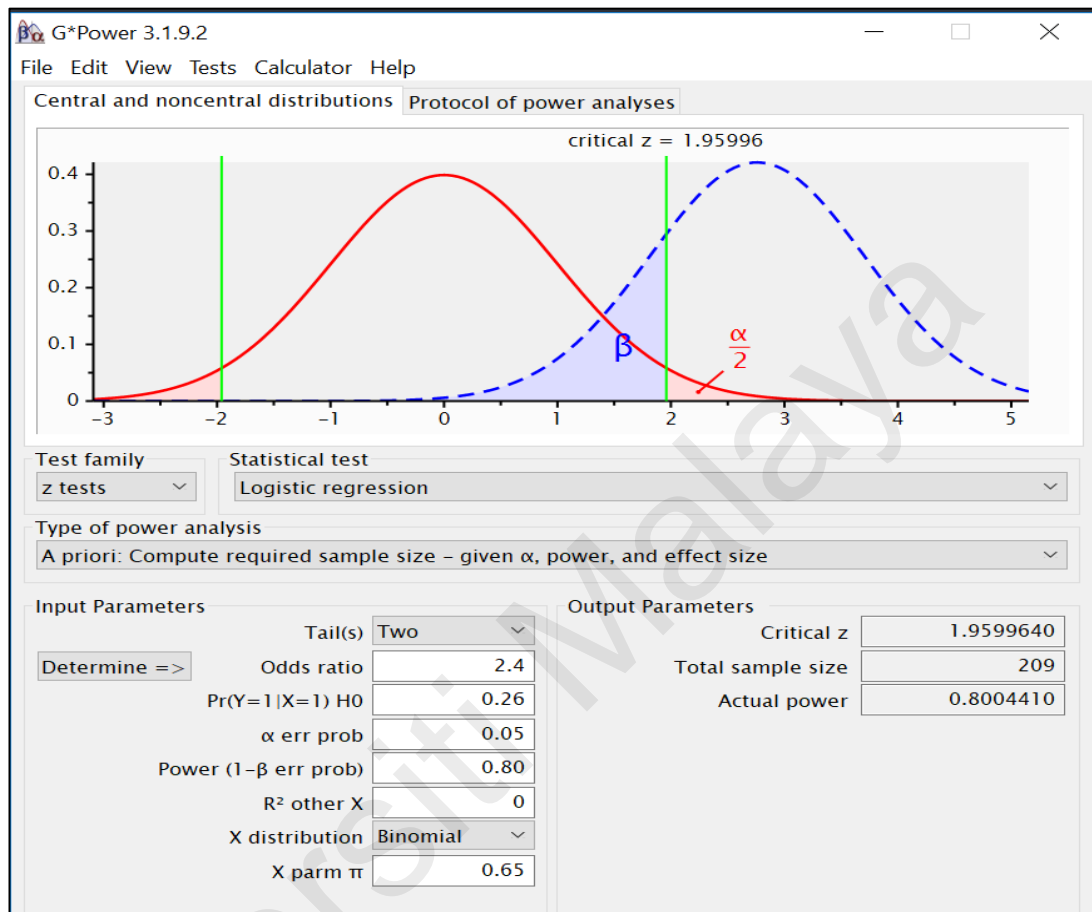 G*Power 3.1.9.2
File Edit View Tests Calculator Help
Central and noncentral distributions Protocol of power analyses
critical z = 1.95996
0.4
0.3
0.2
0.1
0
β
α
2
-3 -2 -1 0 1 2 3 4 5
Test family Statistical test
z tests Logistic regression
Type of power analysis
A priori: Compute required sample size – given α, power, and effect size
Input Parameters
Tail(s) Two
Determine => Odds ratio 2.4
Pr(Y=1|X=1) H0 0.26
α err prob 0.05
Power (1-β err prob) 0.80
R² other X 0
X distribution Binomial
X parm π 0.65
Output Parameters
Critical z 1.9599640
Total sample size 209
Actual power 0.8004410
ersiti Malaya